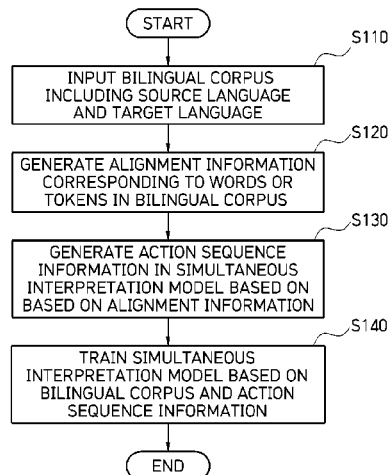 START
S110
INPUT BILINGUAL CORPUS
INCLUDING SOURCE LANGUAGE
AND TARGET LANGUAGE
S120
GENERATE ALIGNMENT INFORMATION
CORRESPONDING TO WORDS OR
TOKENS IN BILINGUAL CORPUS
S130
GENERATE ACTION SEQUENCE
INFORMATION IN SIMULTANEOUS
INTERPRETATION MODEL BASED ON
BASED ON ALIGNMENT INFORMATION
S140
TRAIN SIMULTANEOUS
INTERPRETATION MODEL BASED ON
BILINGUAL CORPUS AND ACTION
SEQUENCE INFORMATION
END